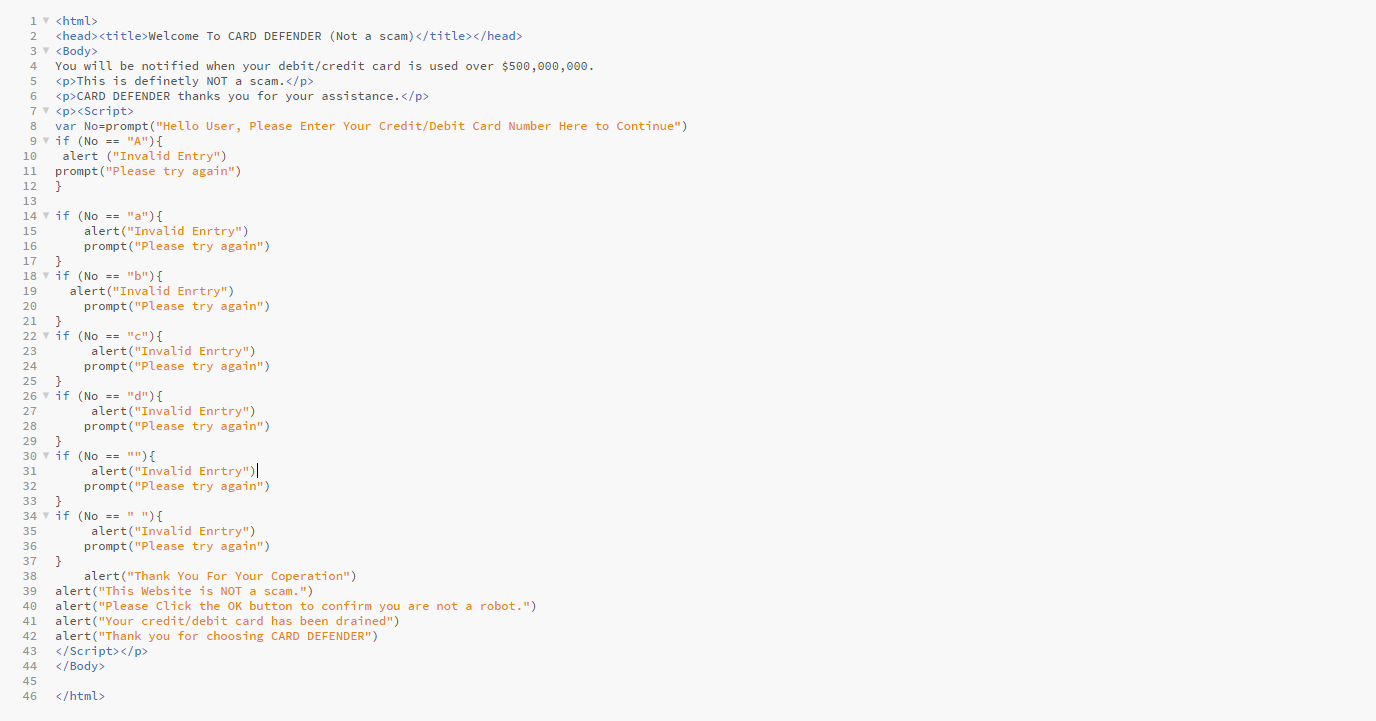 1 <html>
2 <head><title>Welcome To CARD DEFENDER (Not a scam)</title></head>
3 <Body>
4 You will be notified when your debit/credit card is used over $500,000,000.
5 <p>This is definetly NOT a scam.</p>
6 <p>CARD DEFENDER thanks you for your assistance.</p>
7 <p><Script>
8 var No=prompt("Hello User, Please Enter Your Credit/Debit Card Number Here to Continue")
9 if (No == "A"){
10  alert ("Invalid Entry")
11 prompt("Please try again")
12 }
13
14 if (No == "a"){
15     alert("Invalid Enrtry")
16     prompt("Please try again")
17 }
18 if (No == "b"){
19   alert("Invalid Enrtry")
20     prompt("Please try again")
21 }
22 if (No == "c"){
23      alert("Invalid Enrtry")
24     prompt("Please try again")
25 }
26 if (No == "d"){
27      alert("Invalid Enrtry")
28     prompt("Please try again")
29 }
30 if (No == ""){
31      alert("Invalid Enrtry")
32     prompt("Please try again")
33 }
34 if (No == " "){
35      alert("Invalid Enrtry")
36     prompt("Please try again")
37 }
38     alert("Thank You For Your Coperation")
39 alert("This Website is NOT a scam.")
40 alert("Please Click the OK button to confirm you are not a robot.")
41 alert("Your credit/debit card has been drained")
42 alert("Thank you for choosing CARD DEFENDER")
43 </Script></p>
44 </Body>
45
46 </html>